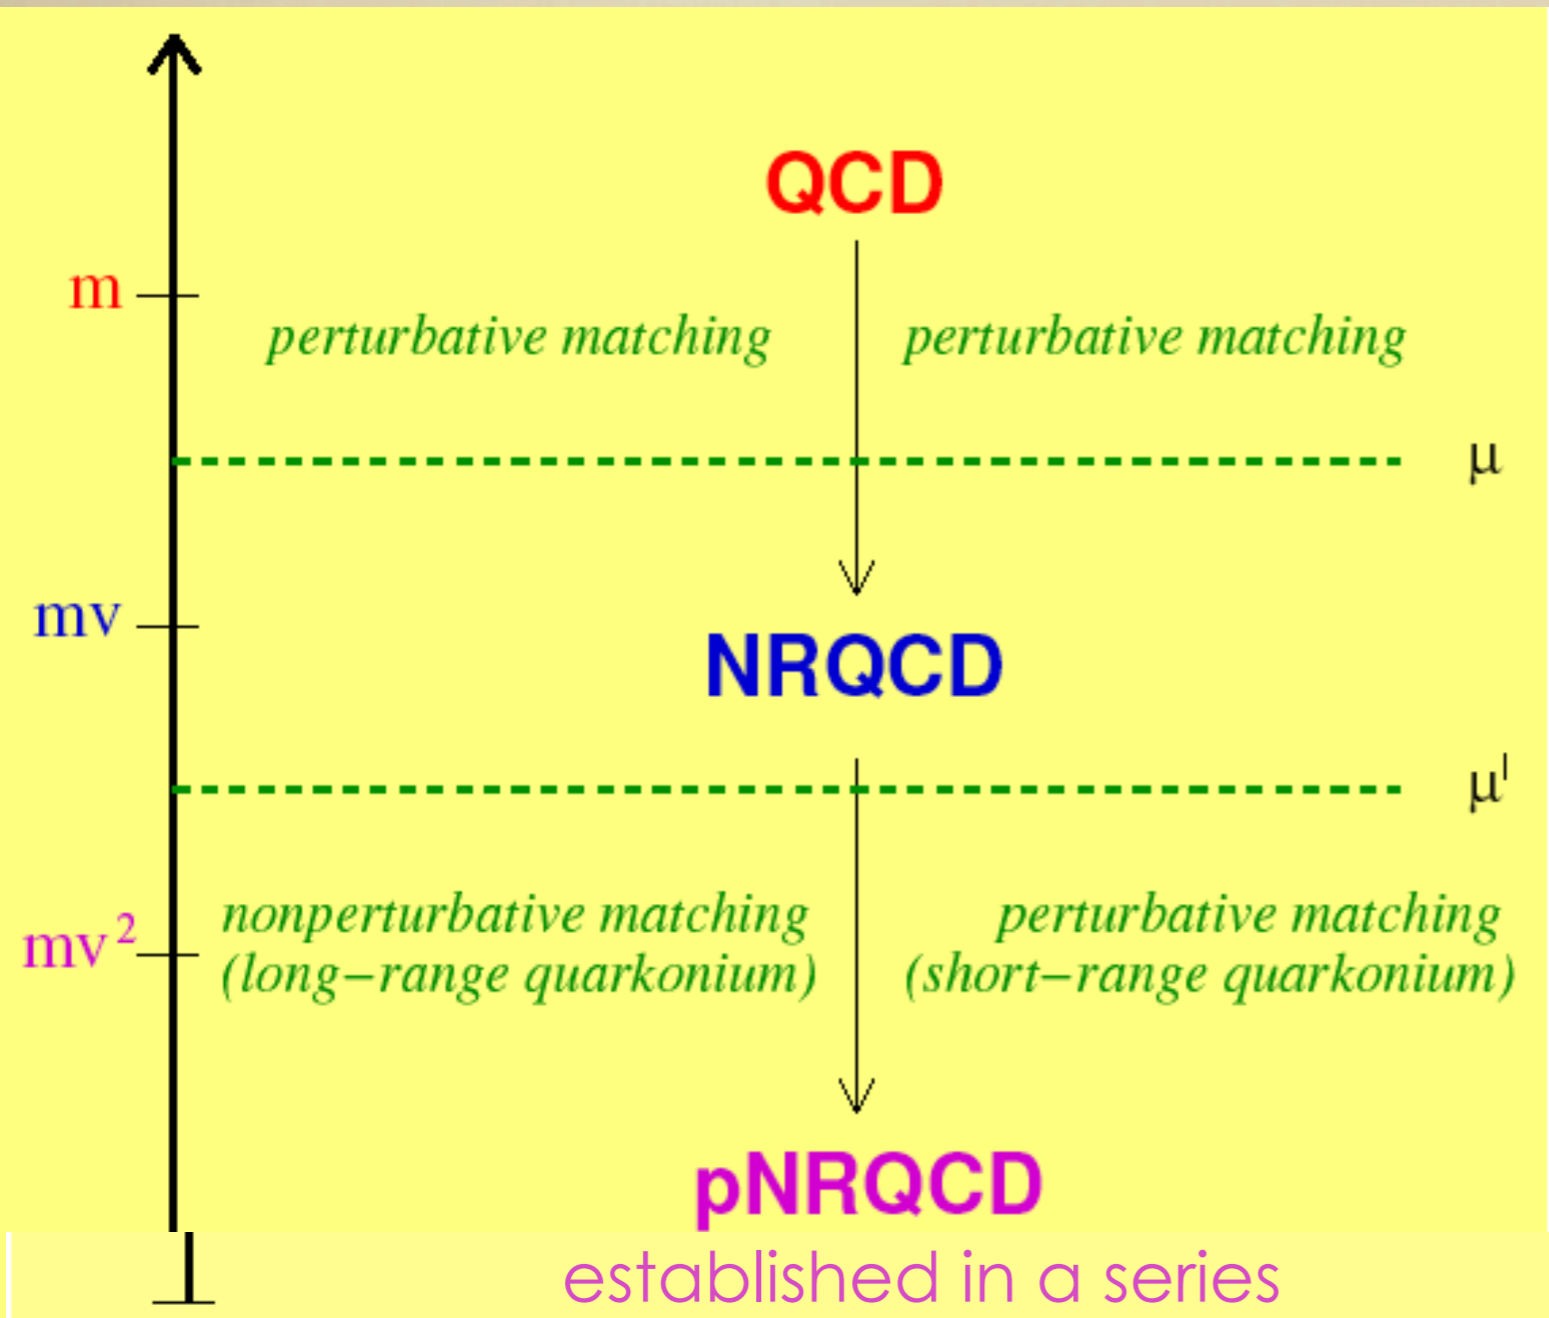 QCD
m
perturbative matching perturbative matching
μ
mv
NRQCD
μ'
nonperturbative matching perturbative matching
mv²
(long−range quarkonium) (short−range quarkonium)
pNRQCD
established in a series